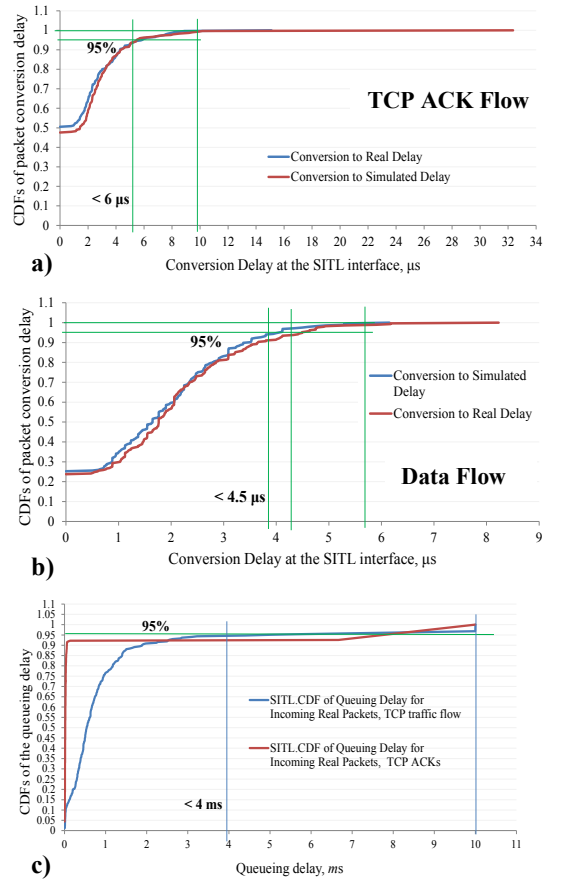 CDFs of packet conversion delay
1
0.9
0.8
0.7
0.6
0.5
0.4
0.3
0.2
0.1
0
95%
TCP ACK Flow
Conversion to Real Delay
Conversion to Simulated Delay
< 6 μs
0 2 4 6 8 10 12 14 16 18 20 22 24 26 28 30 32 34
a)
Conversion Delay at the SITL interface, μs
CDFs of packet conversion delay
1.1
1
0.9
0.8
0.7
0.6
0.5
0.4
0.3
0.2
0.1
0
95%
Conversion to Simulated
Delay
Conversion to Real Delay
Data Flow
< 4.5 μs
0 1 2 3 4 5 6 7 8 9
Conversion Delay at the SITL interface, μs
b)
CDFs of the queueing delay
1.1
1.05
1
0.95
0.9
0.85
0.8
0.75
0.7
0.65
0.6
0.55
0.5
0.45
0.4
0.35
0.3
0.25
0.2
0.15
0.1
0.05
0
95%
SITL.CDF of Queuing Delay for
Incoming Real Packets, TCP traffic flow
SITL.CDF of Queuing Delay for
Incoming Real Packets, TCP ACKs
< 4 ms
0 1 2 3 4 5 6 7 8 9 10 11
c)
Queueing delay, ms